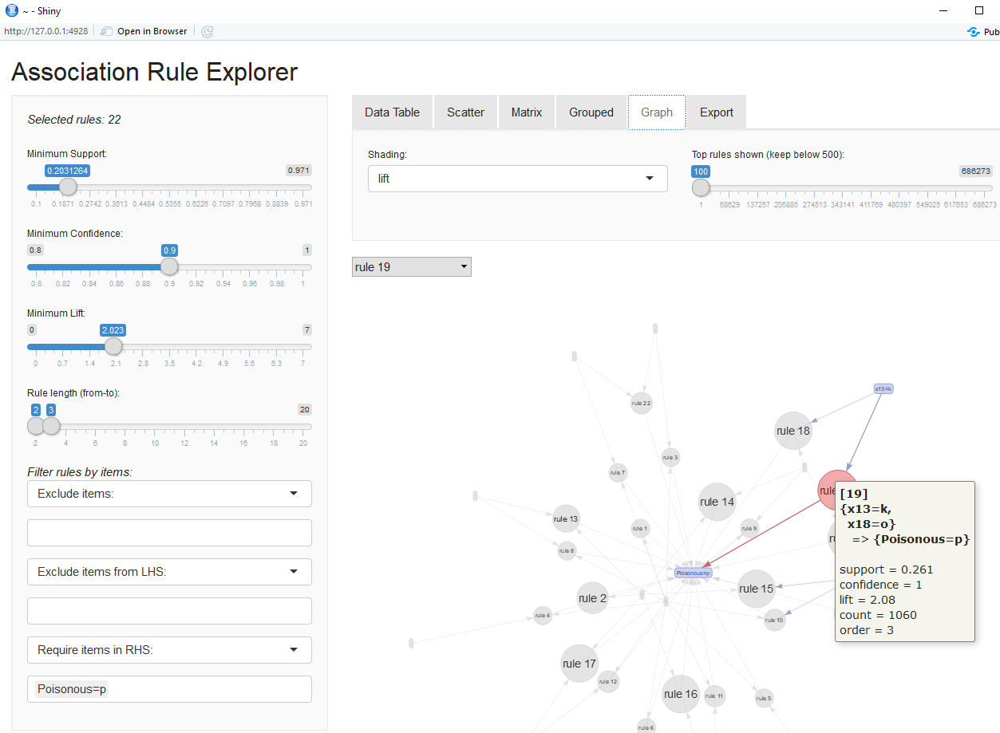 ~ - Shiny
http://127.0.0.1:4928 Open in Browser Pub
Association Rule Explorer
Selected rules: 22
Minimum Support:
0.2031264 0.971
0.1 0.1871 0.2742 0.3613 0.4484 0.5355 0.6226 0.7097 0.7968 0.8839 0.971
Minimum Confidence:
0.8 0.9 1
0.8 0.82 0.84 0.86 0.88 0.9 0.92 0.94 0.96 0.98 1
Minimum Lift:
0 2.023 7
0 0.7 1.4 2.1 2.8 3.5 4.2 4.9 5.6 6.3 7
Rule length (from-to):
2 3 20
2 4 6 8 10 12 14 16 18 20
Filter rules by items:
Exclude items:
Exclude items from LHS:
Require items in RHS:
Poisonous=p
Data Table Scatter Matrix Grouped Graph Export
Shading:
lift
Top rules shown (keep below 500):
100 686273
1 68629 137257 205885 274513 343141 411769 480397 549025 617653 686273
rule 19
x13=k
rule 22
rule 18
rule 3
rule 7
rule 14
rule 13
rule 1
rule 9
rule 8
Poisonous=p
rule 2
rule 15
rule 4
rule 10
rule 17
rule 12
rule 16
rule 11
rule 5
rule 6
[19]
{x13=k,
x18=o}
=> {Poisonous=p}
support = 0.261
confidence = 1
lift = 2.08
count = 1060
order = 3